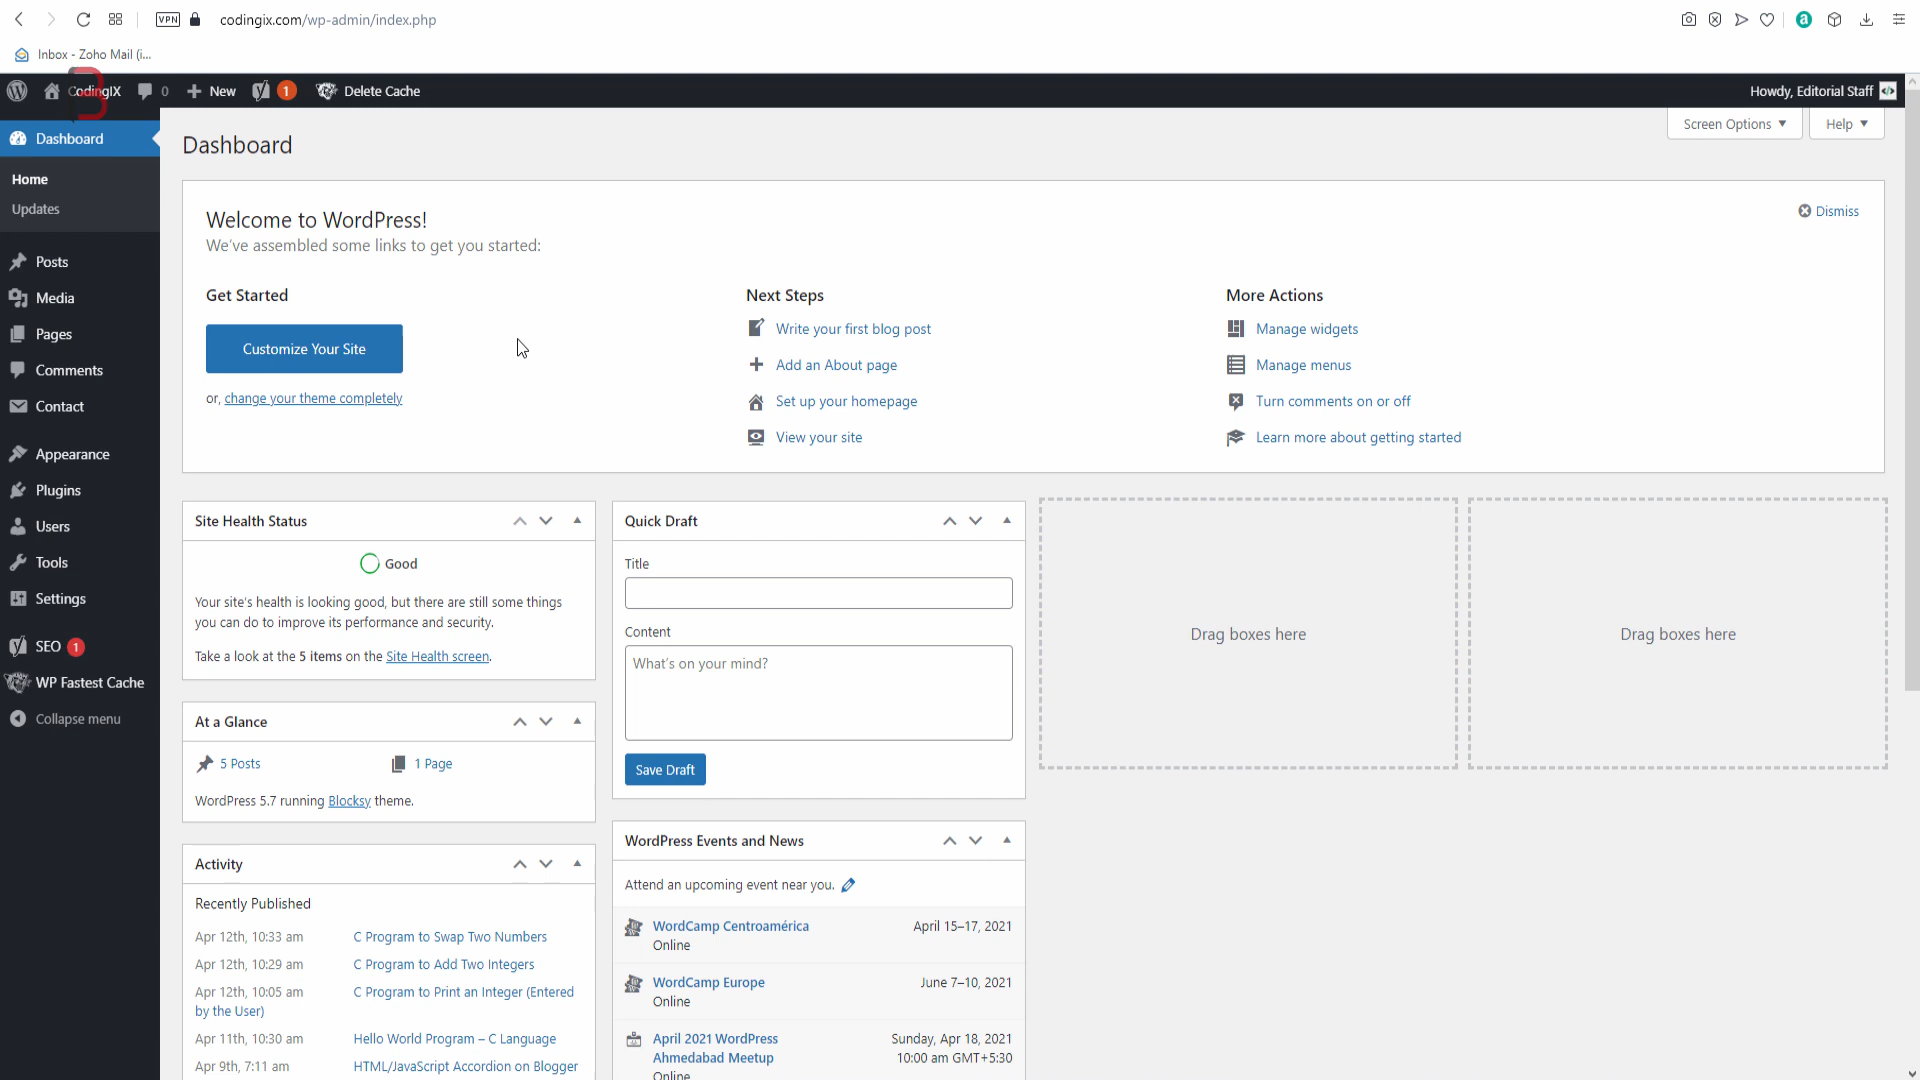 VPN
codingix.com/wp-admin/index.php
a
Inbox - Zoho Mail (i...
CodingIX
0
New
1
Delete Cache
Howdy, Editorial Staff
Dashboard
Home
Updates
Posts
Media
Pages
Comments
Contact
Appearance
Plugins
Users
Tools
Settings
SEO 1
WP Fastest Cache
Collapse menu
Screen Options
Help
Dashboard
Welcome to WordPress!
We've assembled some links to get you started:
Dismiss
Get Started
Customize Your Site
or, change your theme completely
Next Steps
Write your first blog post
Add an About page
Set up your homepage
View your site
More Actions
Manage widgets
Manage menus
Turn comments on or off
Learn more about getting started
Site Health Status
Good
Your site's health is looking good, but there are still some things
you can do to improve its performance and security.
Take a look at the 5 items on the Site Health screen.
At a Glance
5 Posts
1 Page
WordPress 5.7 running Blocksy theme.
Activity
Recently Published
Apr 12th, 10:33 am C Program to Swap Two Numbers
Apr 12th, 10:29 am C Program to Add Two Integers
Apr 12th, 10:05 am C Program to Print an Integer (Entered
by the User)
Apr 11th, 10:30 am Hello World Program – C Language
Apr 9th, 7:11 am HTML/JavaScript Accordion on Blogger
Quick Draft
Title
Content
What's on your mind?
Save Draft
WordPress Events and News
Attend an upcoming event near you.
WordCamp Centroamérica April 15–17, 2021
Online
WordCamp Europe June 7–10, 2021
Online
April 2021 WordPress Sunday, Apr 18, 2021
Ahmedabad Meetup 10:00 am GMT+5:30
Online
Drag boxes here
Drag boxes here